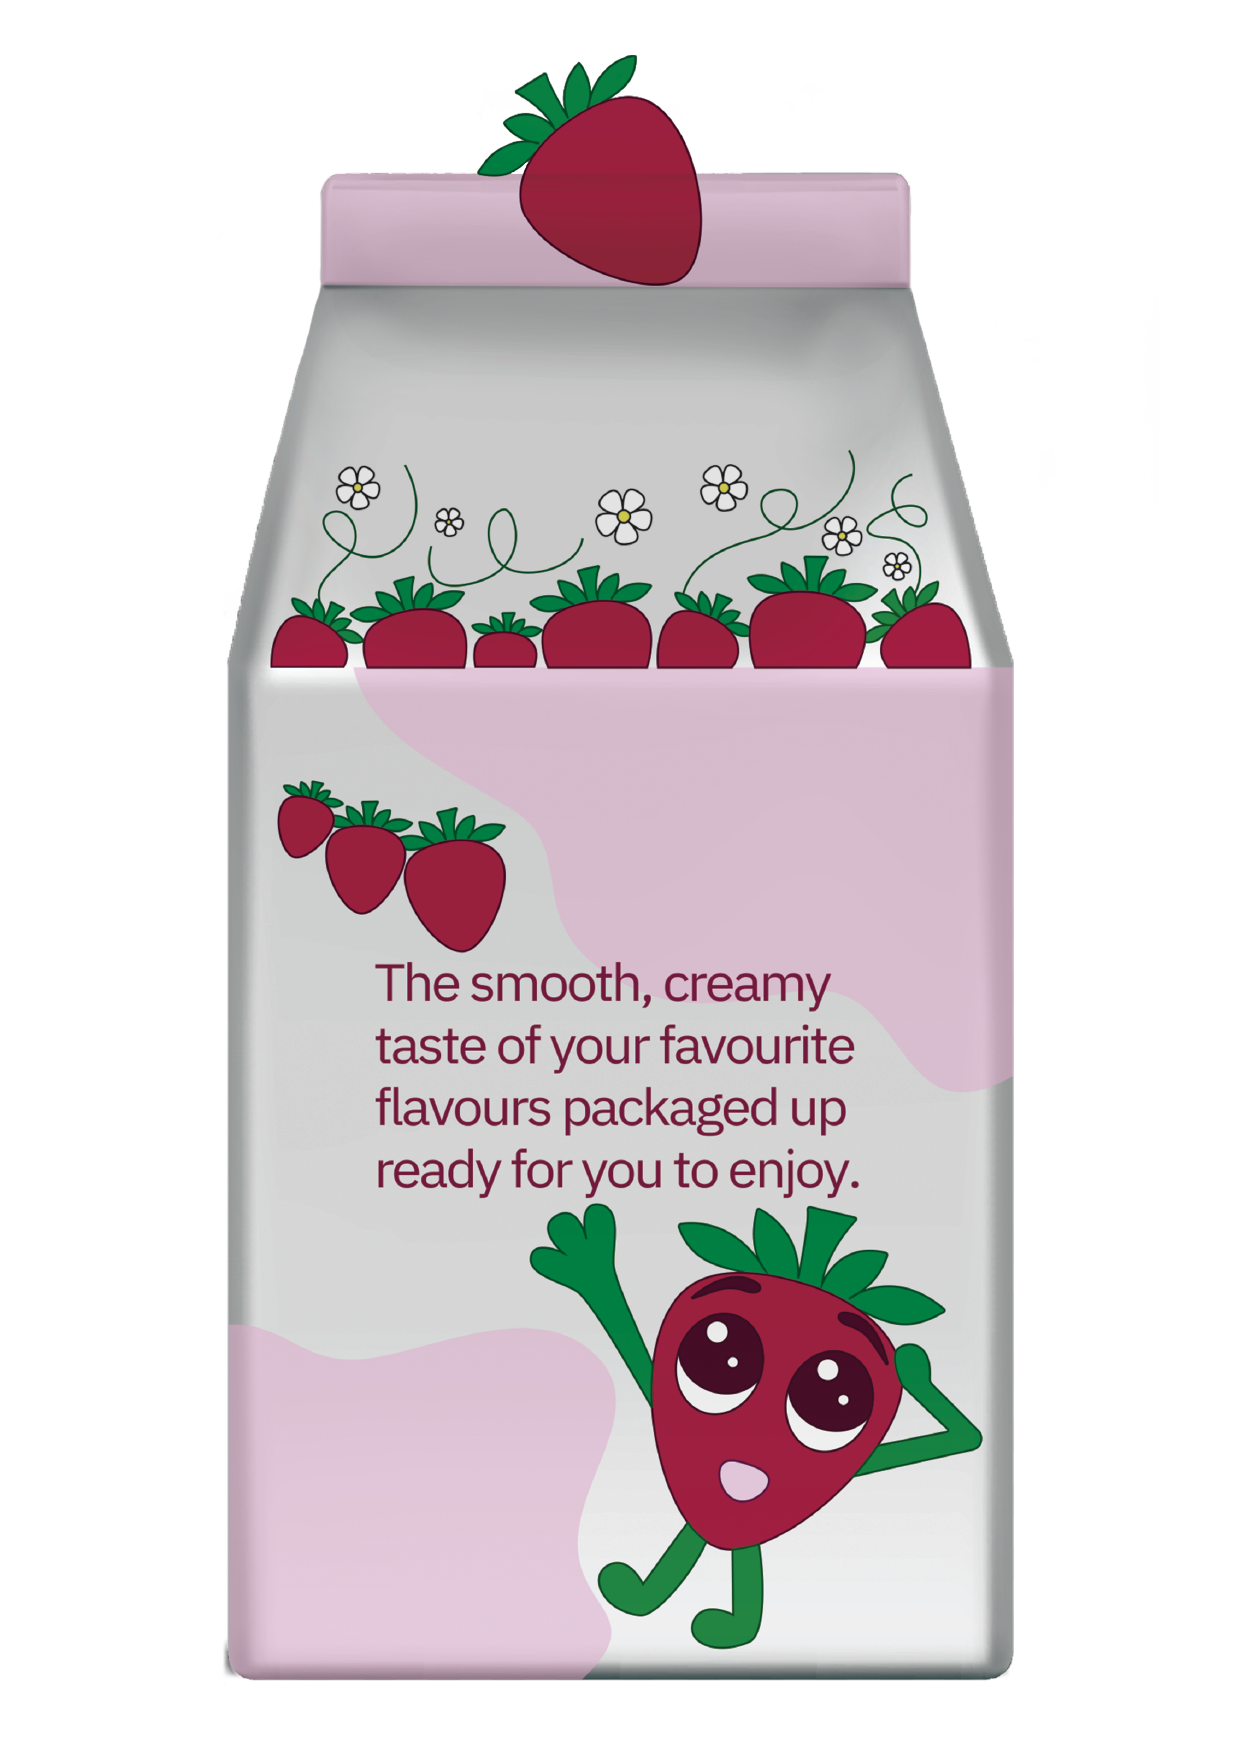 The smooth, creamy
taste of your favourite
flavours packaged up
ready for you to enjoy.